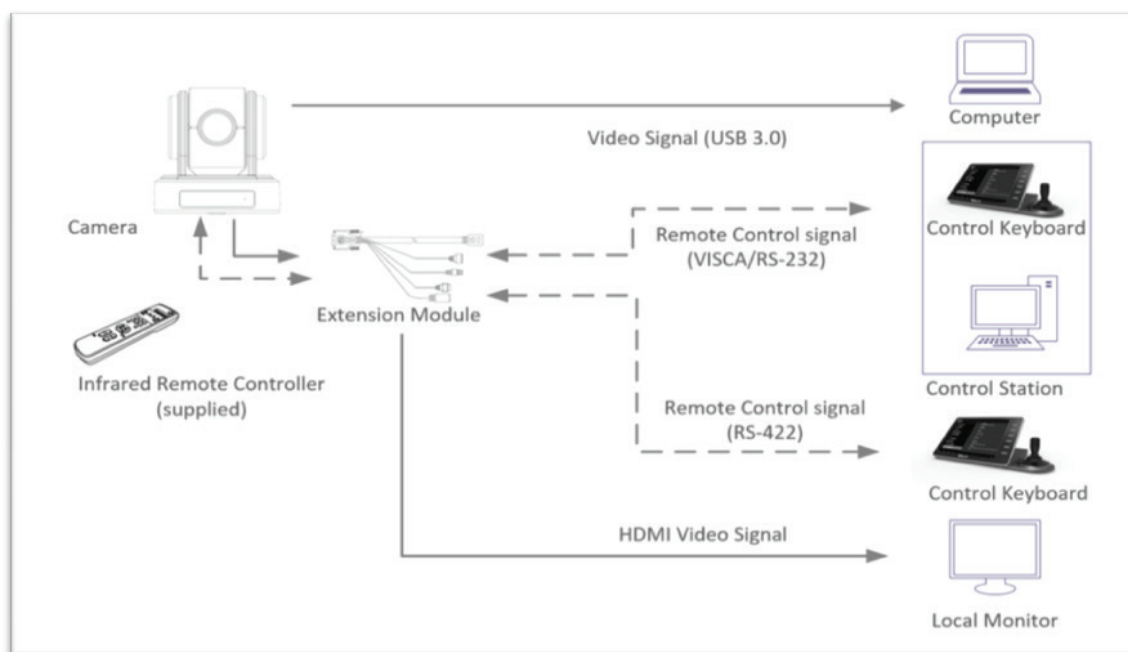 Computer
Video Signal (USB 3.0)
Camera
Control Keyboard
Remote Control signal
(VISCA/RS-232)
Extension Module
Infrared Remote Controller
(supplied)
Control Station
Remote Control signal
(RS-422)
Control Keyboard
HDMI Video Signal
Local Monitor